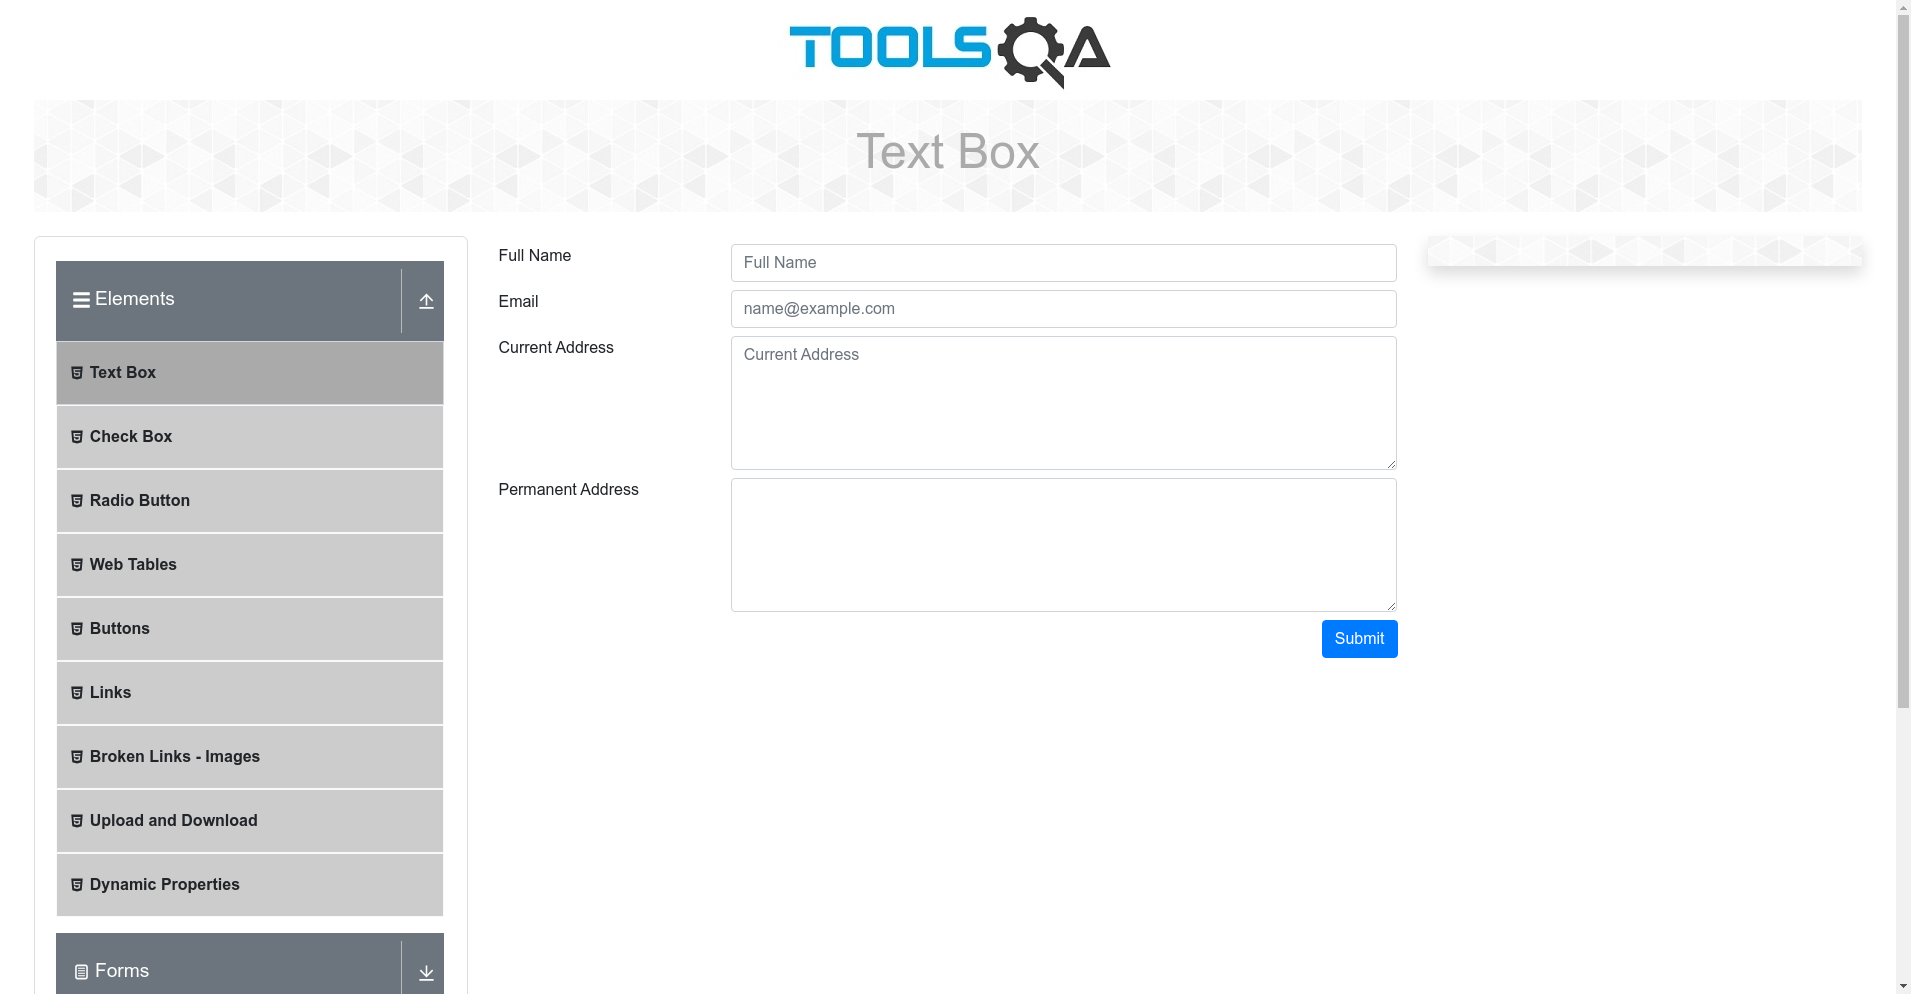 TOOLSQA
Text Box
Elements
Text Box
Check Box
Radio Button
Web Tables
Buttons
Links
Broken Links - Images
Upload and Download
Dynamic Properties
Forms
Full Name
Full Name
Email
name@example.com
Current Address
Current Address
Permanent Address
Submit